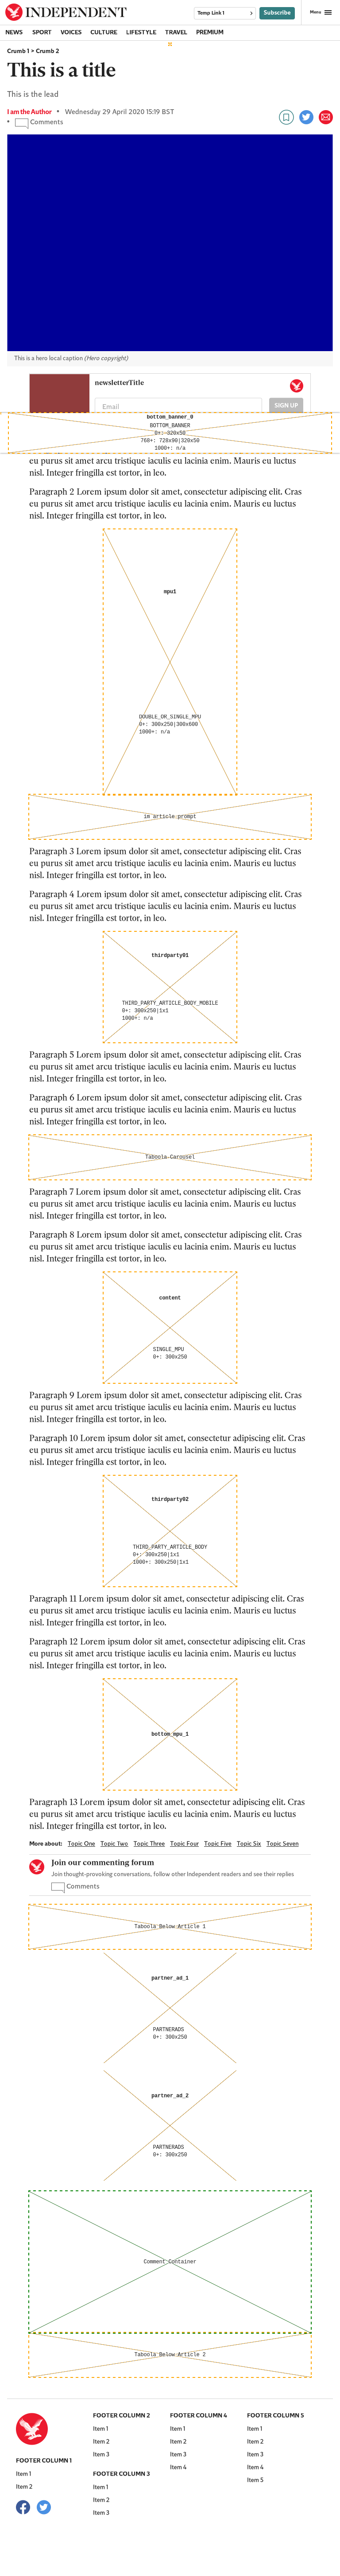 INDEPENDENT
Temp Link 1
Subscribe
Menu
NEWS SPORT VOICES CULTURE LIFESTYLE TRAVEL PREMIUM
Crumb 1 > Crumb 2
This is a title
This is the lead
I am the Author • Wednesday 29 April 2020 15:19 BST
• Comments
This is a hero local caption (Hero copyright)
newsletterTitle
Email
SIGN UP
bottom_banner_0
BOTTOM_BANNER
0+: 320x50
768+: 728x90|320x50
1000+: n/a
eu purus sit amet arcu tristique iaculis eu lacinia enim. Mauris eu luctus
nisl. Integer fringilla est tortor, in leo.
Paragraph 2 Lorem ipsum dolor sit amet, consectetur adipiscing elit. Cras
eu purus sit amet arcu tristique iaculis eu lacinia enim. Mauris eu luctus
nisl. Integer fringilla est tortor, in leo.
mpu1
DOUBLE_OR_SINGLE_MPU
0+: 300x250|300x600
1000+: n/a
im article prompt
Paragraph 3 Lorem ipsum dolor sit amet, consectetur adipiscing elit. Cras
eu purus sit amet arcu tristique iaculis eu lacinia enim. Mauris eu luctus
nisl. Integer fringilla est tortor, in leo.
Paragraph 4 Lorem ipsum dolor sit amet, consectetur adipiscing elit. Cras
eu purus sit amet arcu tristique iaculis eu lacinia enim. Mauris eu luctus
nisl. Integer fringilla est tortor, in leo.
thirdparty01
THIRD_PARTY_ARTICLE_BODY_MOBILE
0+: 300x250|1x1
1000+: n/a
Paragraph 5 Lorem ipsum dolor sit amet, consectetur adipiscing elit. Cras
eu purus sit amet arcu tristique iaculis eu lacinia enim. Mauris eu luctus
nisl. Integer fringilla est tortor, in leo.
Paragraph 6 Lorem ipsum dolor sit amet, consectetur adipiscing elit. Cras
eu purus sit amet arcu tristique iaculis eu lacinia enim. Mauris eu luctus
nisl. Integer fringilla est tortor, in leo.
Taboola Carousel
Paragraph 7 Lorem ipsum dolor sit amet, consectetur adipiscing elit. Cras
eu purus sit amet arcu tristique iaculis eu lacinia enim. Mauris eu luctus
nisl. Integer fringilla est tortor, in leo.
Paragraph 8 Lorem ipsum dolor sit amet, consectetur adipiscing elit. Cras
eu purus sit amet arcu tristique iaculis eu lacinia enim. Mauris eu luctus
nisl. Integer fringilla est tortor, in leo.
content
SINGLE_MPU
0+: 300x250
Paragraph 9 Lorem ipsum dolor sit amet, consectetur adipiscing elit. Cras
eu purus sit amet arcu tristique iaculis eu lacinia enim. Mauris eu luctus
nisl. Integer fringilla est tortor, in leo.
Paragraph 10 Lorem ipsum dolor sit amet, consectetur adipiscing elit. Cras
eu purus sit amet arcu tristique iaculis eu lacinia enim. Mauris eu luctus
nisl. Integer fringilla est tortor, in leo.
thirdparty02
THIRD_PARTY_ARTICLE_BODY
0+: 300x250|1x1
1000+: 300x250|1x1
Paragraph 11 Lorem ipsum dolor sit amet, consectetur adipiscing elit. Cras
eu purus sit amet arcu tristique iaculis eu lacinia enim. Mauris eu luctus
nisl. Integer fringilla est tortor, in leo.
Paragraph 12 Lorem ipsum dolor sit amet, consectetur adipiscing elit. Cras
eu purus sit amet arcu tristique iaculis eu lacinia enim. Mauris eu luctus
nisl. Integer fringilla est tortor, in leo.
bottom_mpu_1
Paragraph 13 Lorem ipsum dolor sit amet, consectetur adipiscing elit. Cras
eu purus sit amet arcu tristique iaculis eu lacinia enim. Mauris eu luctus
nisl. Integer fringilla est tortor, in leo.
More about: Topic One Topic Two Topic Three Topic Four Topic Five Topic Six Topic Seven
Join our commenting forum
Join thought-provoking conversations, follow other Independent readers and see their replies
Comments
Taboola Below Article 1
partner_ad_1
PARTNERADS
0+: 300x250
partner_ad_2
PARTNERADS
0+: 300x250
Comment Container
Taboola Below Article 2
FOOTER COLUMN 1
Item 1
Item 2
FOOTER COLUMN 2
Item 1
Item 2
Item 3
FOOTER COLUMN 3
Item 1
Item 2
Item 3
FOOTER COLUMN 4
Item 1
Item 2
Item 3
Item 4
FOOTER COLUMN 5
Item 1
Item 2
Item 3
Item 4
Item 5